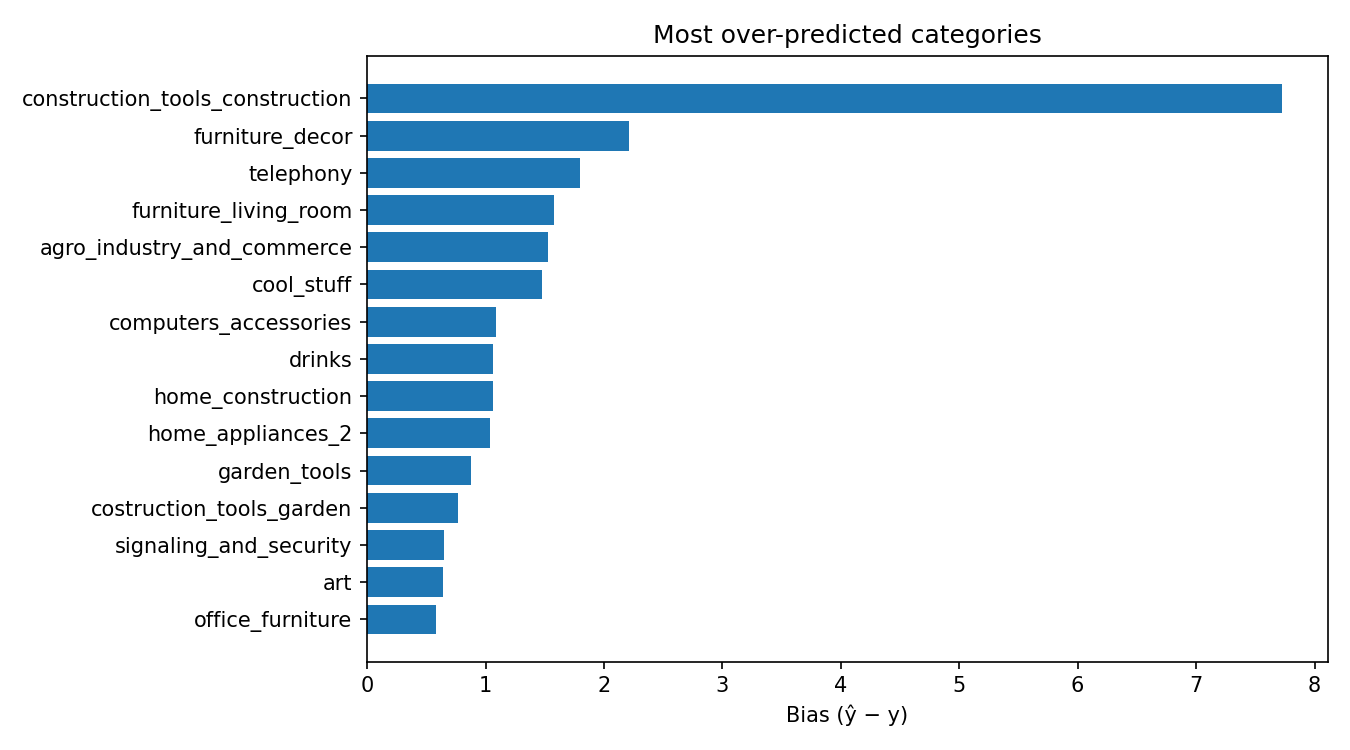 Most over-predicted categories
construction_tools_construction
furniture_decor
telephony
furniture_living_room
agro_industry_and_commerce
cool_stuff
computers_accessories
drinks
home_construction
home_appliances_2
garden_tools
costruction_tools_garden
signaling_and_security
art
office_furniture
0 1 2 3 4 5 6 7 8
Bias (ŷ − y)